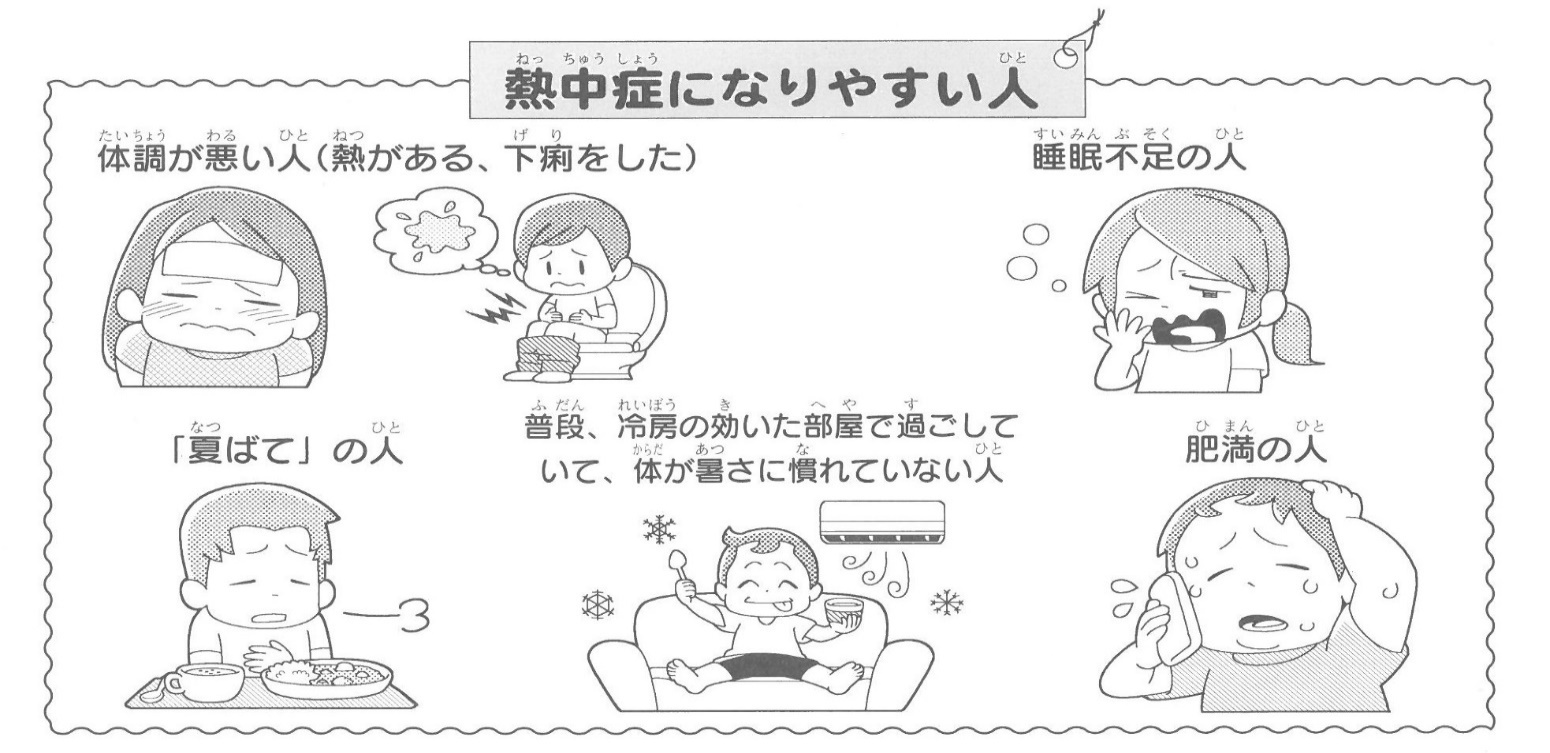 熱中症になりやすい人
体調が悪い人(熱がある、下痢をした)
睡眠不足の人
「夏ばて」の人
普段、冷房の効いた部屋で過ごして
いて、体が暑さに慣れていない人
肥満の人